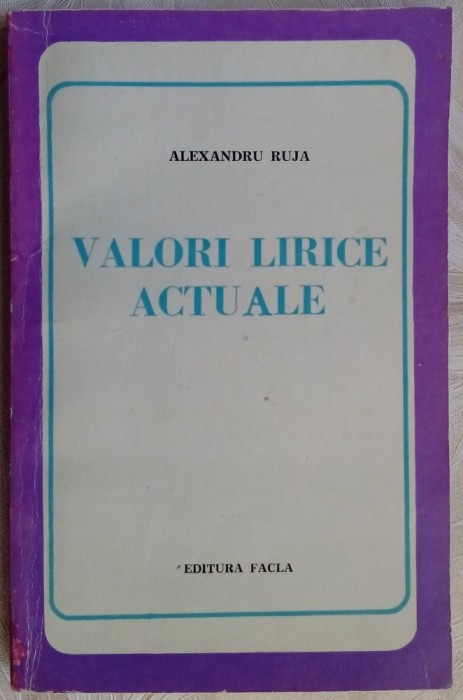 ALEXANDRU RUJA
VALORI LIRICE
ACTUALE
EDITURA FACLA